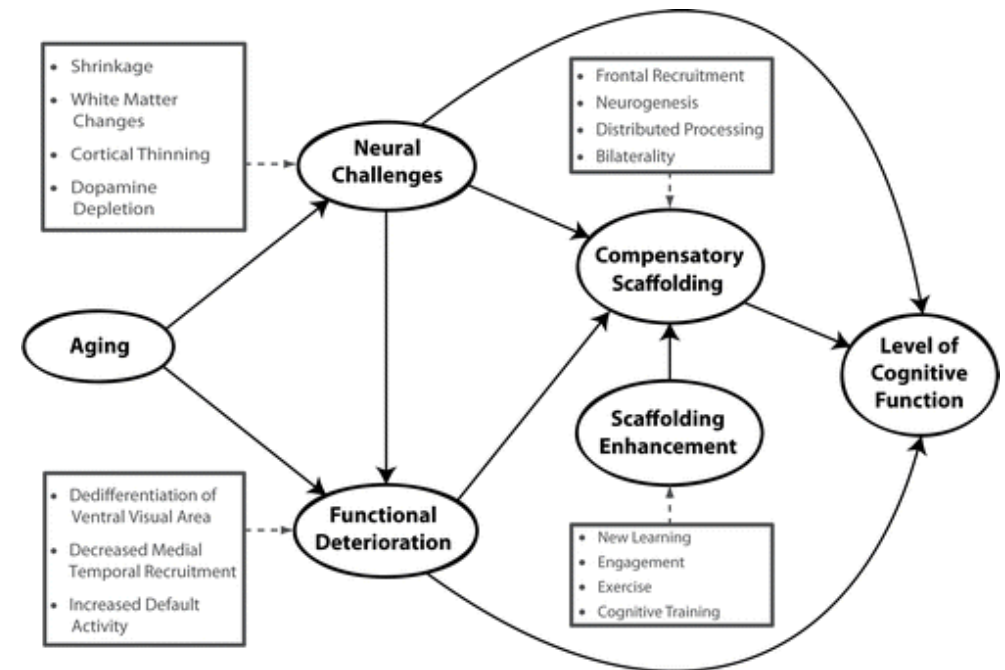 • Shrinkage
• White Matter
Changes
• Cortical Thinning
• Dopamine
Depletion
Neural
Challenges
• Frontal Recruitment
• Neurogenesis
• Distributed Processing
• Bilaterality
Compensatory
Scaffolding
Aging
Level of
Cognitive
Function
Scaffolding
Enhancement
• Dedifferentiation of
Ventral Visual Area
• Decreased Medial
Temporal Recruitment
• Increased Default
Activity
Functional
Deterioration
• New Learning
• Engagement
• Exercise
• Cognitive Training